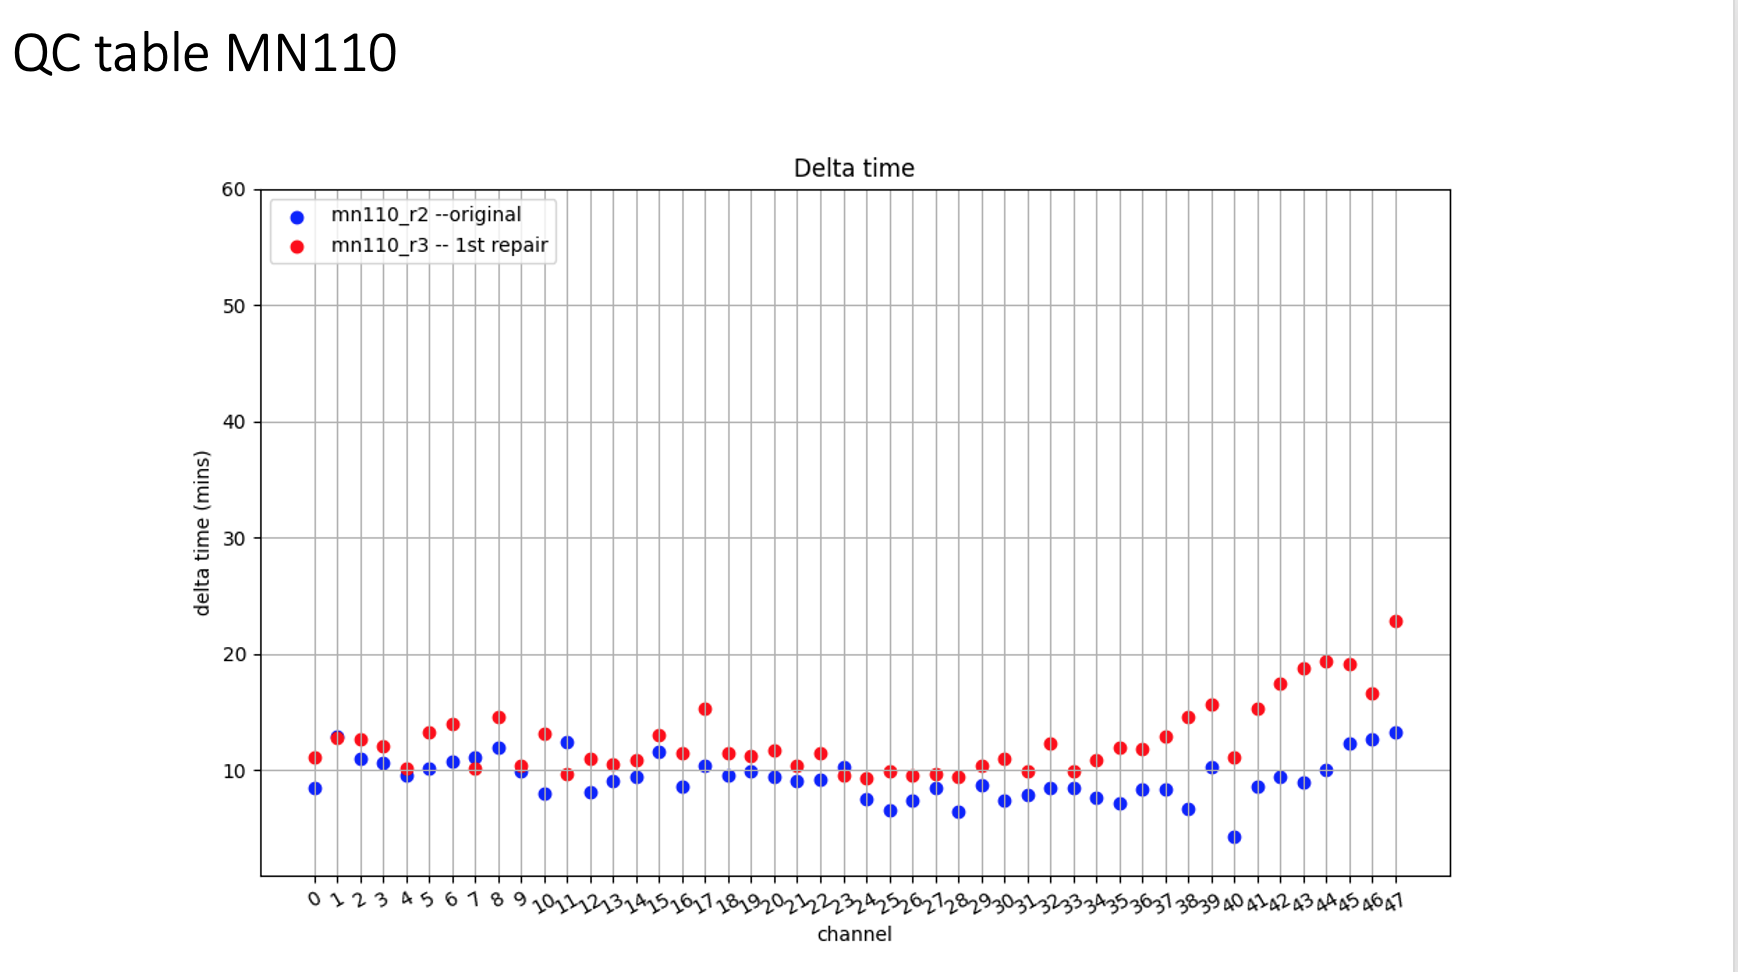 QC table MN110
Delta time
60
mn110_r2 --original
mn110_r3 -- 1st repair
50
40
30
20
10
delta time (mins)
0 1 2 3 4 5 6 7 8 9 10 11 12 13 14 15 16 17 18 19 20 21 22 23 24 25 26 27 28 29 30 31 32 33 34 35 36 37 38 39 40 41 42 43 44 45 46 47
channel